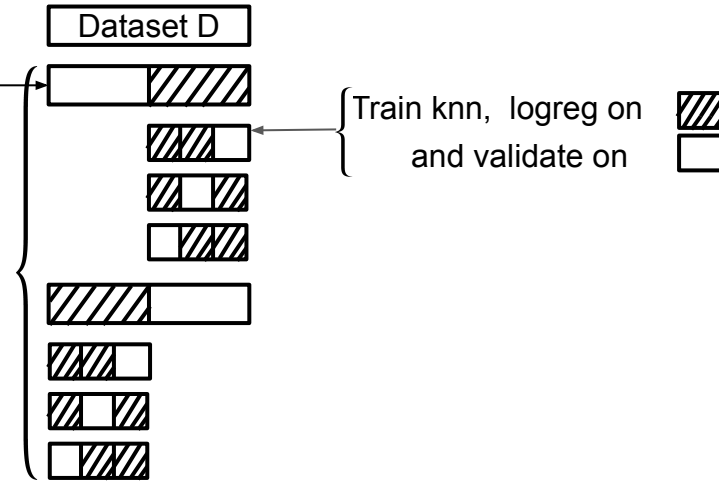 Dataset D
Train knn, logreg on
and validate on